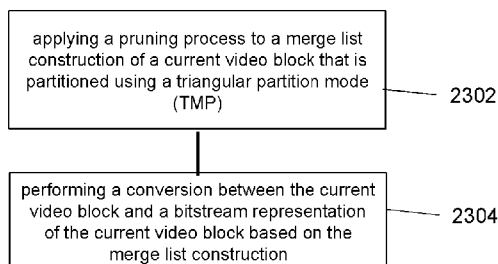 applying a pruning process to a merge list
construction of a current video block that is
partitioned using a triangular partition mode
(TMP)
2302
performing a conversion between the current
video block and a bitstream representation
of the current video block based on the
merge list construction
2304